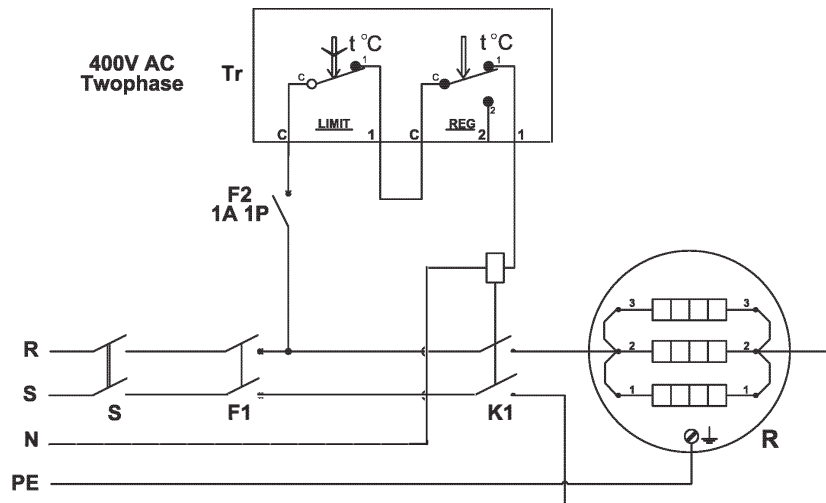 400V AC
Twophase
Tr
t °C
t °C
C
1
C
1
2
LIMIT
REG
C
1
C
2
1
F2
1A 1P
3
3
R
2
2
S
1
1
S
F1
K1
N
R
PE